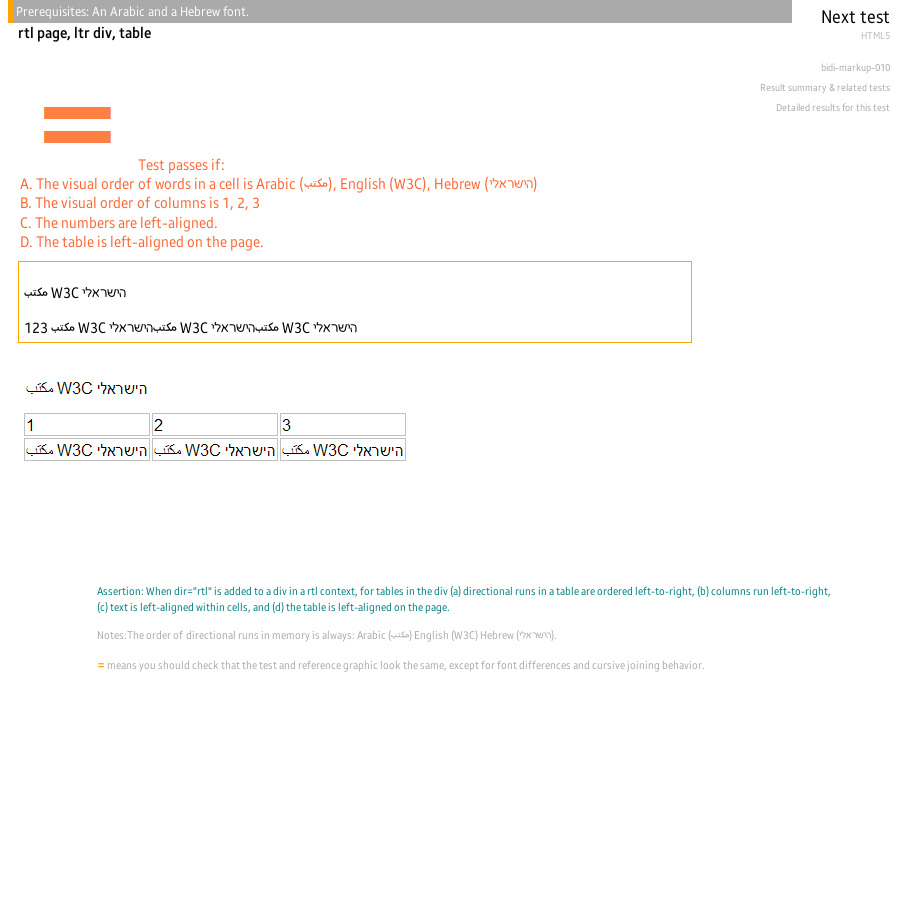 Prerequisites: An Arabic and a Hebrew font.
Next test
rtl page, ltr div, table
HTML5
bidi-markup-010
Result summary & related tests
Detailed results for this test
=
Test passes if:
A. The visual order of words in a cell is Arabic (مكتب), English (W3C), Hebrew (הישראלי)
B. The visual order of columns is 1, 2, 3
C. The numbers are left-aligned.
D. The table is left-aligned on the page.
مكتب W3C הישראלי
123 مكتب W3C הישראליمكتب W3C הישראליمكتب W3C הישראלי
مكتب W3C הישראלי
1 2 3
مكتب W3C הישראלי مكتب W3C הישראלי مكتب W3C הישראלי
Assertion: When dir="rtl" is added to a div in a rtl context, for tables in the div (a) directional runs in a table are ordered left-to-right, (b) columns run left-to-right,
(c) text is left-aligned within cells, and (d) the table is left-aligned on the page.
Notes:The order of directional runs in memory is always: Arabic (مكتب) English (W3C) Hebrew (הישראלי).
= means you should check that the test and reference graphic look the same, except for font differences and cursive joining behavior.